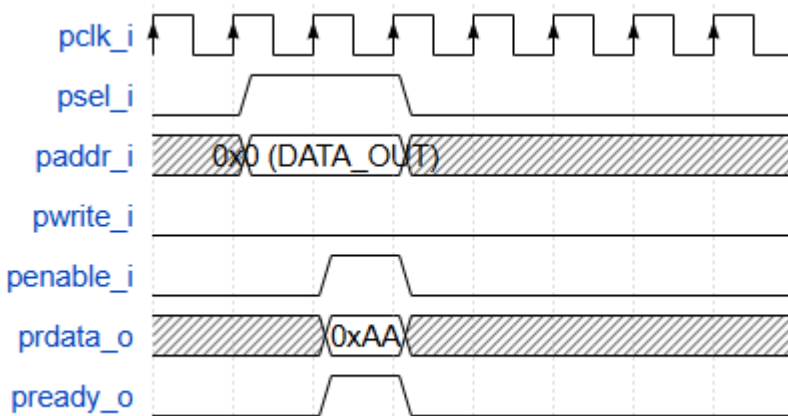 pclk_i
psel_i
paddr_i 0x0 (DATA_OUT)
pwrite_i
penable_i
prdata_o 0xAA
pready_o